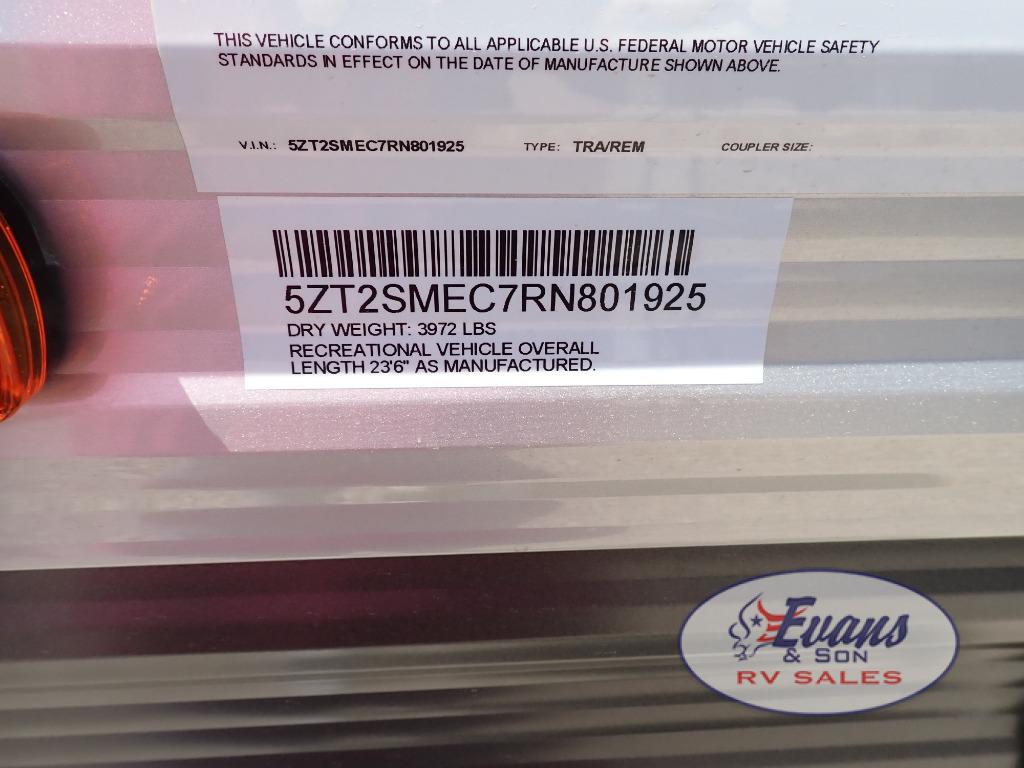 THIS VEHICLE CONFORMS TO ALL APPLICABLE U.S. FEDERAL MOTOR VEHICLE SAFETY
STANDARDS IN EFFECT ON THE DATE OF MANUFACTURE SHOWN ABOVE.
V.I.N.: 5ZT2SMEC7RN801925 TYPE: TRA/REM COUPLER SIZE:
5ZT2SMEC7RN801925
DRY WEIGHT: 3972 LBS
RECREATIONAL VEHICLE OVERALL
LENGTH 23'6" AS MANUFACTURED.
Evans
& SON
RV SALES